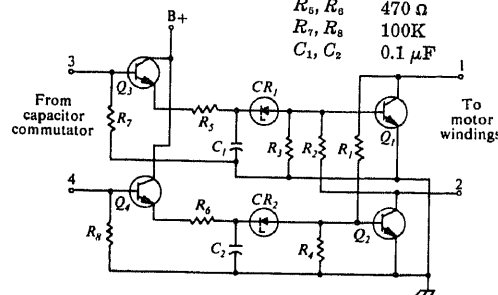 R₅, R₆ 470 Ω
R₇, R₈ 100K
C₁, C₂ 0.1 μF
B+
3
1
Q₃
CR₁
From
capacitor
commutator
R₇
R₅
C₁
R₃
R₂
R₁
Q₁
To
motor
windings
4
2
Q₄
R₆
CR₂
R₈
C₂
R₄
Q₂